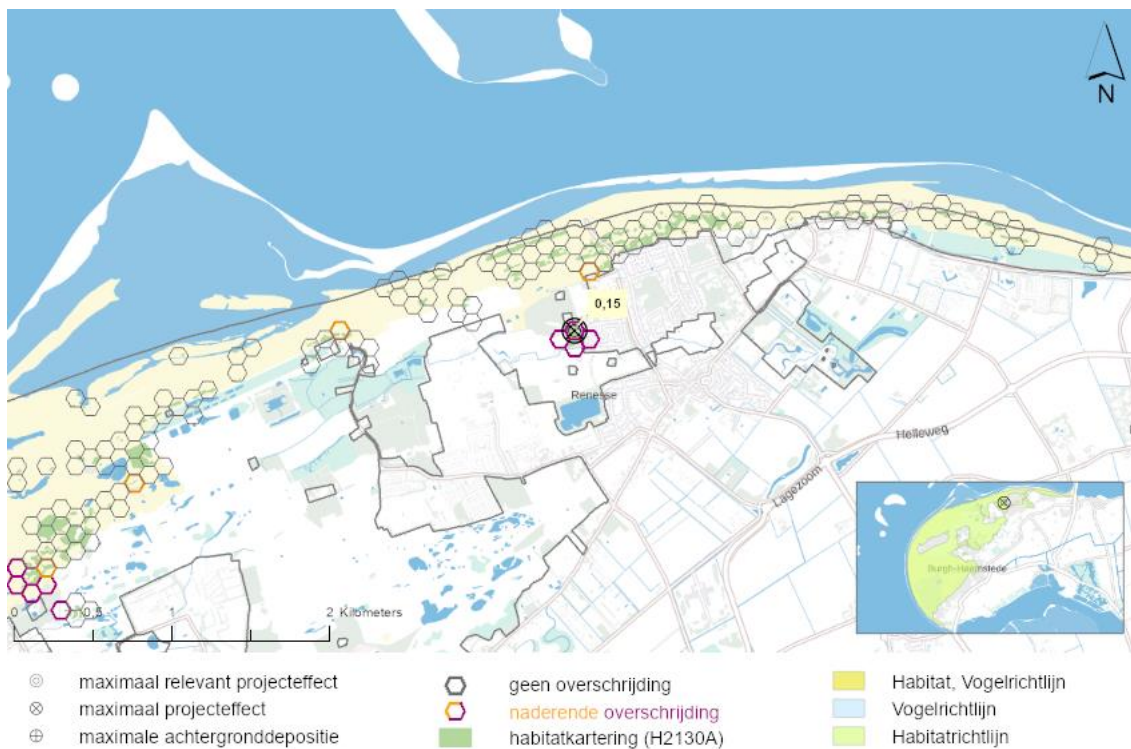 N
0,15
Renesse
Helleweg
Lagezoom
Burgh-Haamstede
0 0,5 1 2 Kilometers
maximaal relevant projecteffect
maximaal projecteffect
maximale achtergronddepositie
geen overschrijding
naderende overschrijding
habitatkartering (H2130A)
Habitat, Vogelrichtlijn
Vogelrichtlijn
Habitatrichtlijn